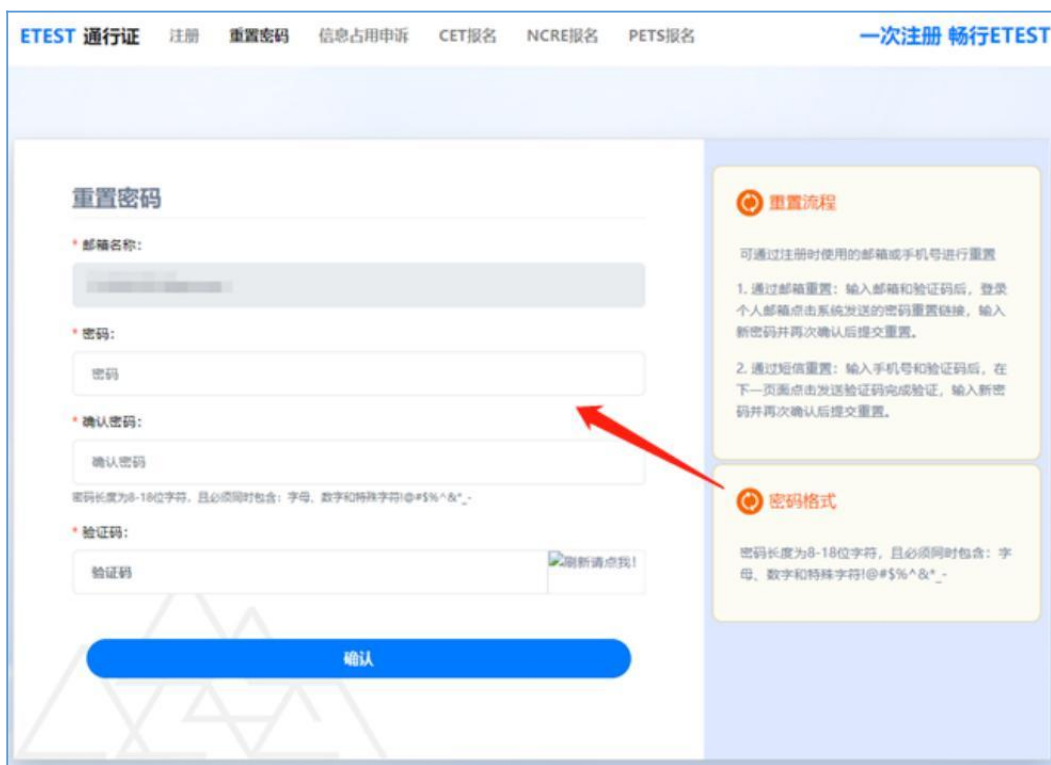 ETEST 通行证 注册 重置密码 信息占用申诉 CET报名 NCRE报名 PETS报名 一次注册 畅行ETEST
重置密码
* 邮箱名称:
* 密码:
密码
* 确认密码:
确认密码
密码长度为8-18位字符，且必须同时包含：字母、数字和特殊字符!@#$%^&*_-
* 验证码:
验证码
刷新请点我!
确认
重置流程
可通过注册时使用的邮箱或手机号进行重置
1. 通过邮箱重置：输入邮箱和验证码后，登录
个人邮箱点击系统发送的密码重置链接，输入
新密码并再次确认后提交重置。
2. 通过短信重置：输入手机号和验证码后，在
下一页面点击发送验证码完成验证，输入新密
码并再次确认后提交重置。
密码格式
密码长度为8-18位字符，且必须同时包含：字
母、数字和特殊字符!@#$%^&*_-